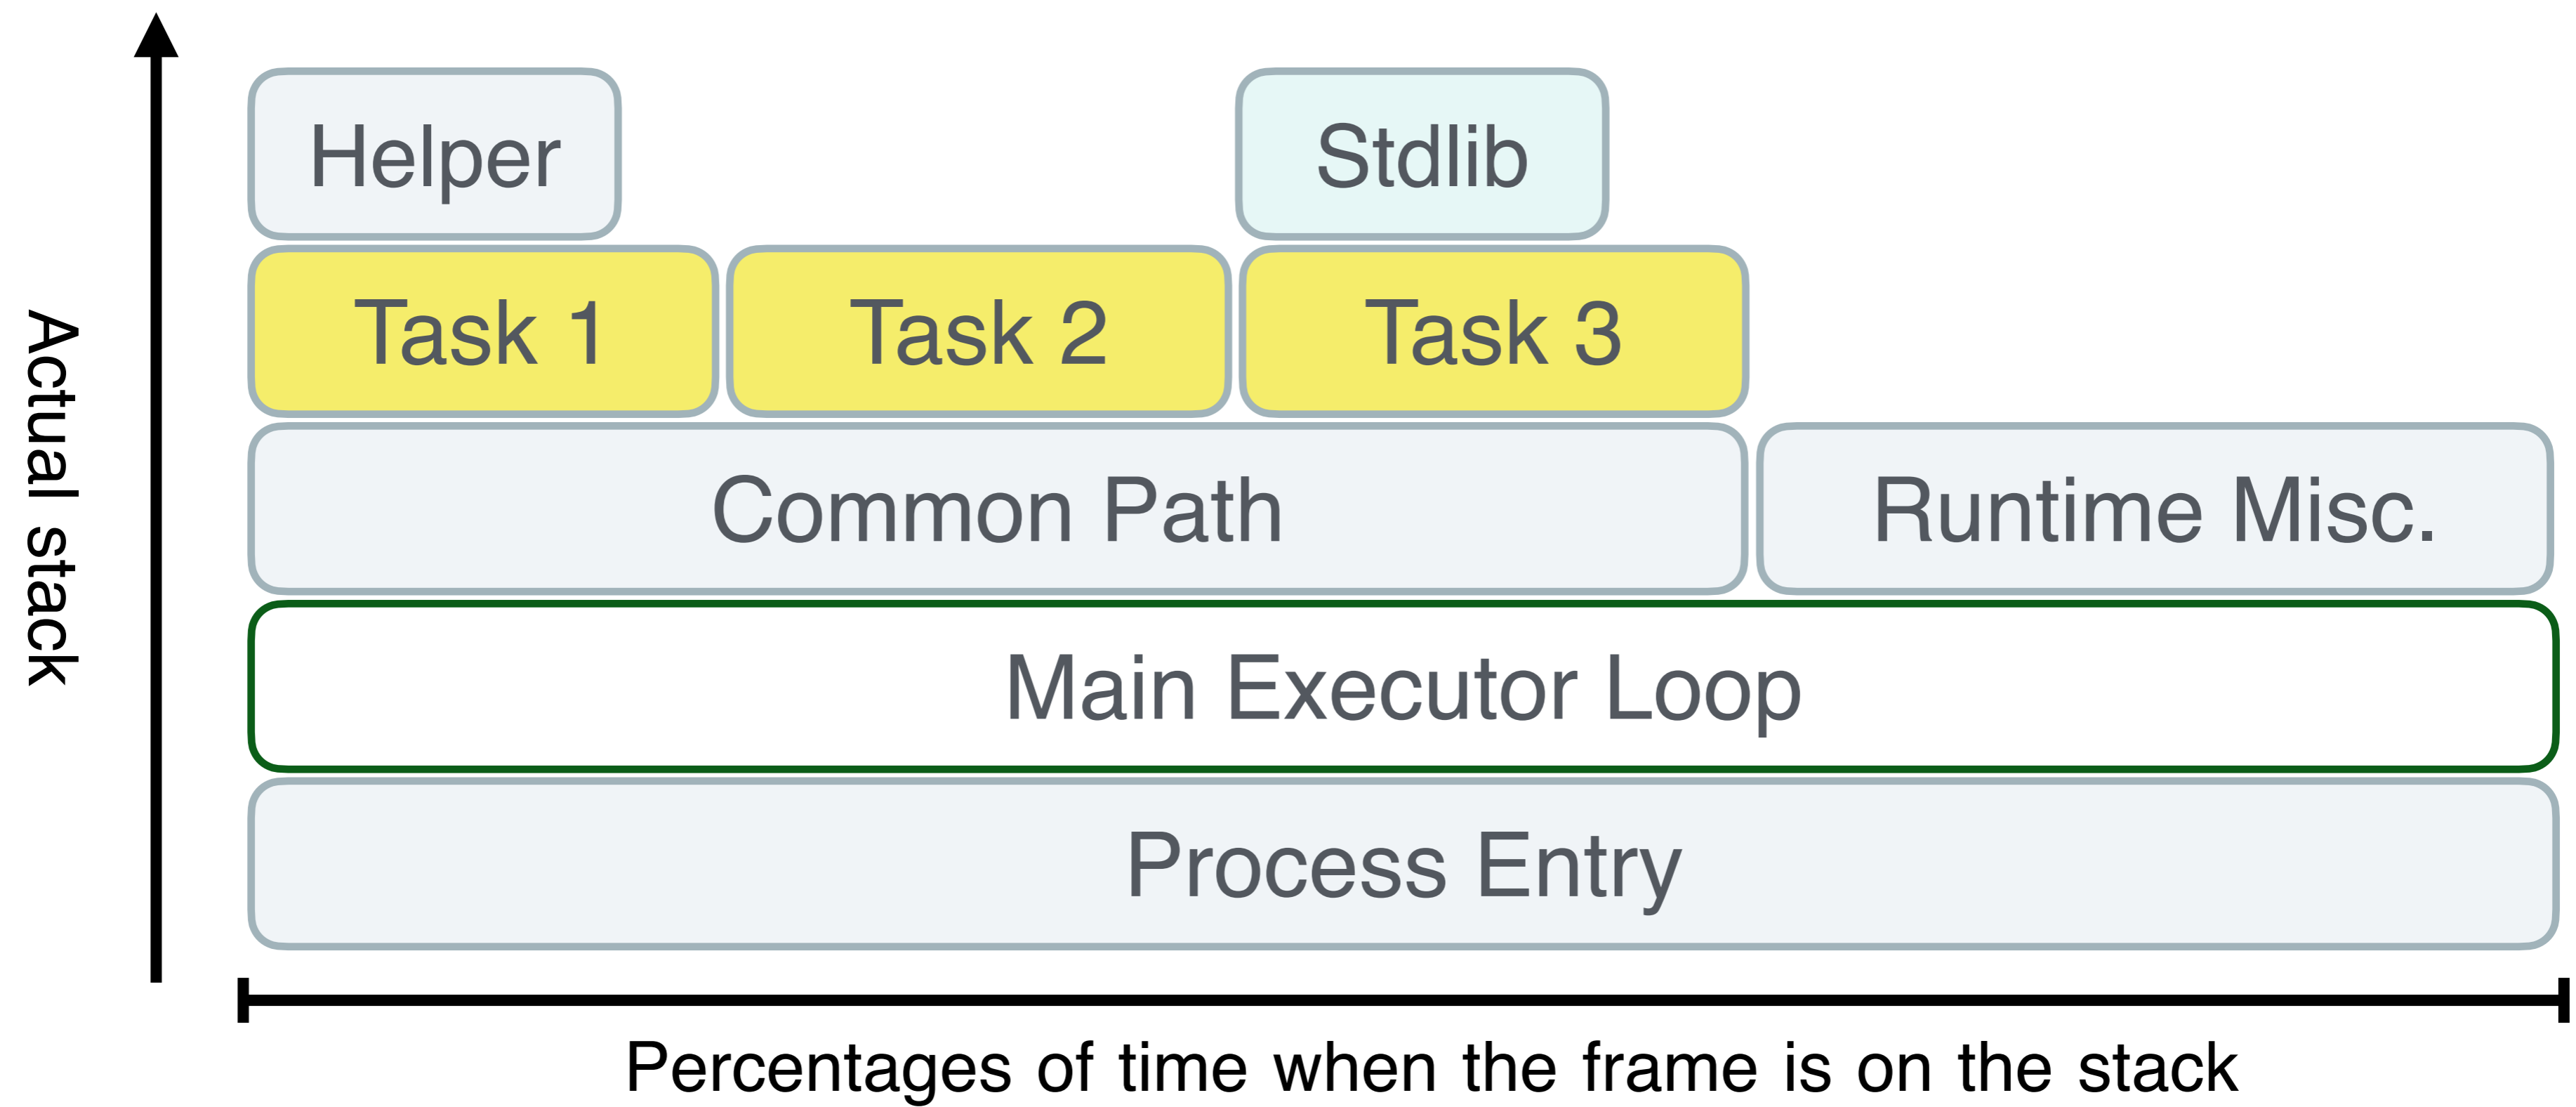 Helper
Stdlib
Task 1
Task 2
Task 3
Common Path
Runtime Misc.
Main Executor Loop
Process Entry
Actual stack
Percentages of time when the frame is on the stack